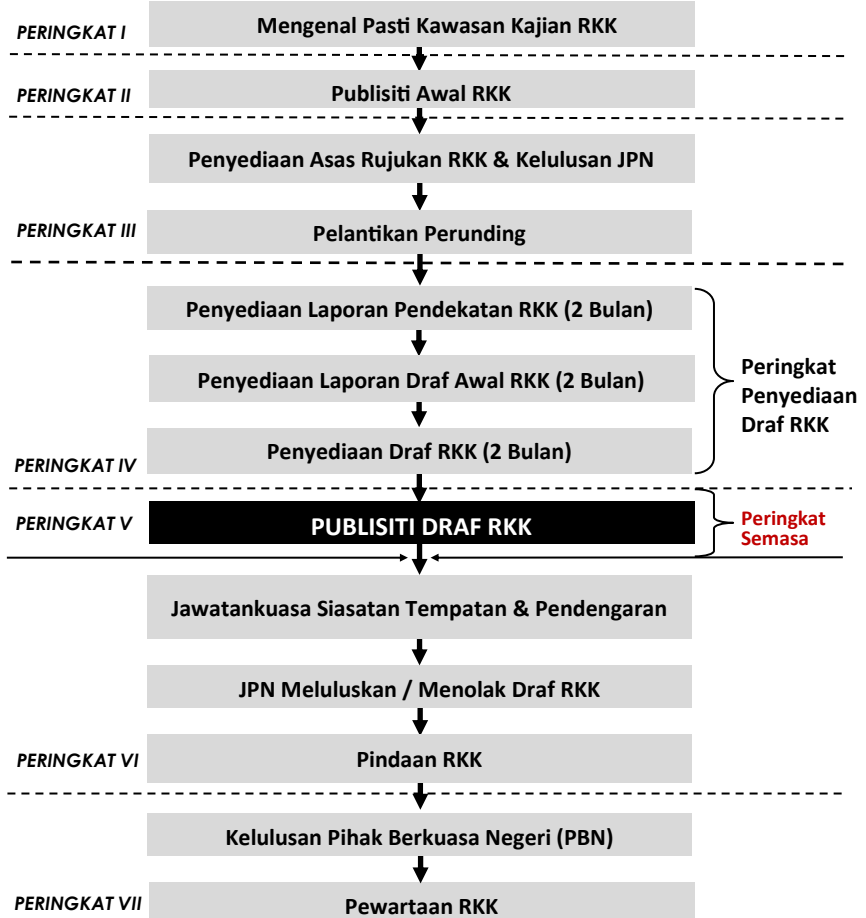 Mengenal Pasti Kawasan Kajian RKK
PERINGKAT I
Publisiti Awal RKK
PERINGKAT II
Penyediaan Asas Rujukan RKK & Kelulusan JPN
PERINGKAT III
Pelantikan Perunding
Penyediaan Laporan Pendekatan RKK (2 Bulan)
Penyediaan Laporan Draf Awal RKK (2 Bulan)
Peringkat
Penyediaan
Draf RKK
Penyediaan Draf RKK (2 Bulan)
PERINGKAT IV
PERINGKAT V
PUBLISITI DRAF RKK
Peringkat
Semasa
Jawatankuasa Siasatan Tempatan & Pendengaran
JPN Meluluskan / Menolak Draf RKK
PERINGKAT VI
Pindaan RKK
Kelulusan Pihak Berkuasa Negeri (PBN)
PERINGKAT VII
Pewartaan RKK